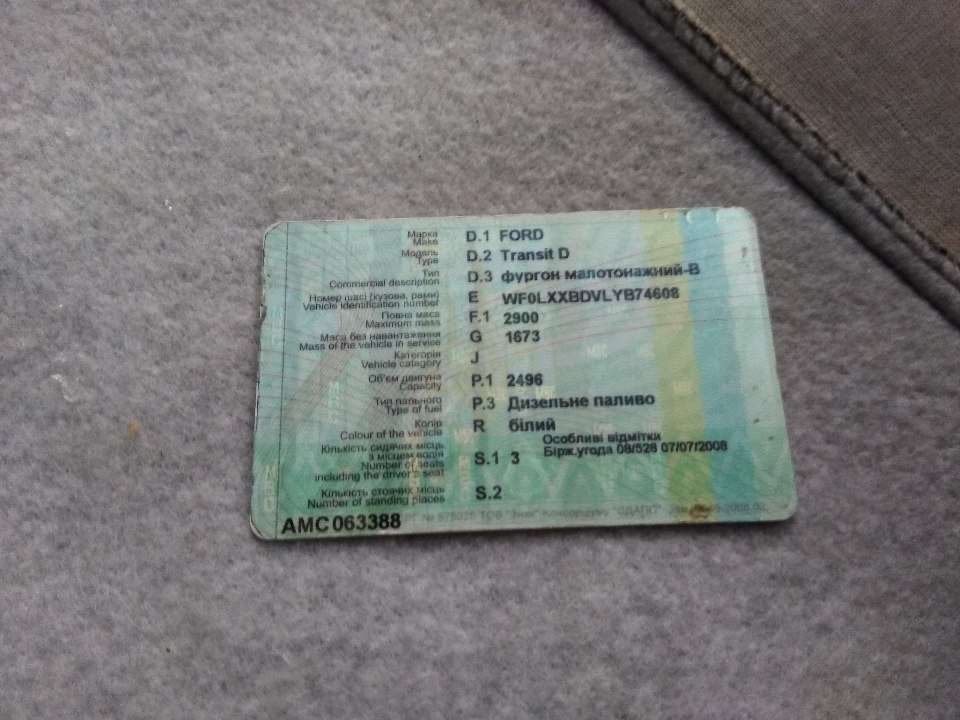 Марка D.1 FORD
Make
Модель D.2 Transit D
Type
Тип D.3 фургон малотонажний-В
Commercial description
Номер шасі (кузова, рами) E WF0LXXBDVLYB74608
Vehicle identification number
Повна маса F.1 2900
Maximum mass
Маса без навантаження G 1673
Mass of the vehicle in service
Категорія J
Vehicle category
Об'єм двигуна P.1 2496
Capacity
Тип пального P.3 Дизельне паливо
Type of fuel
Колір R білий
Colour of the vehicle
Особливі відмітки
Кількість сидячих місць Бірж.угода 08/528 07/07/2008
з місцем водія S.1 3
Number of seats
including the driver's seat
Кількість стоячих місць S.2
Number of standing places
АМС 063388